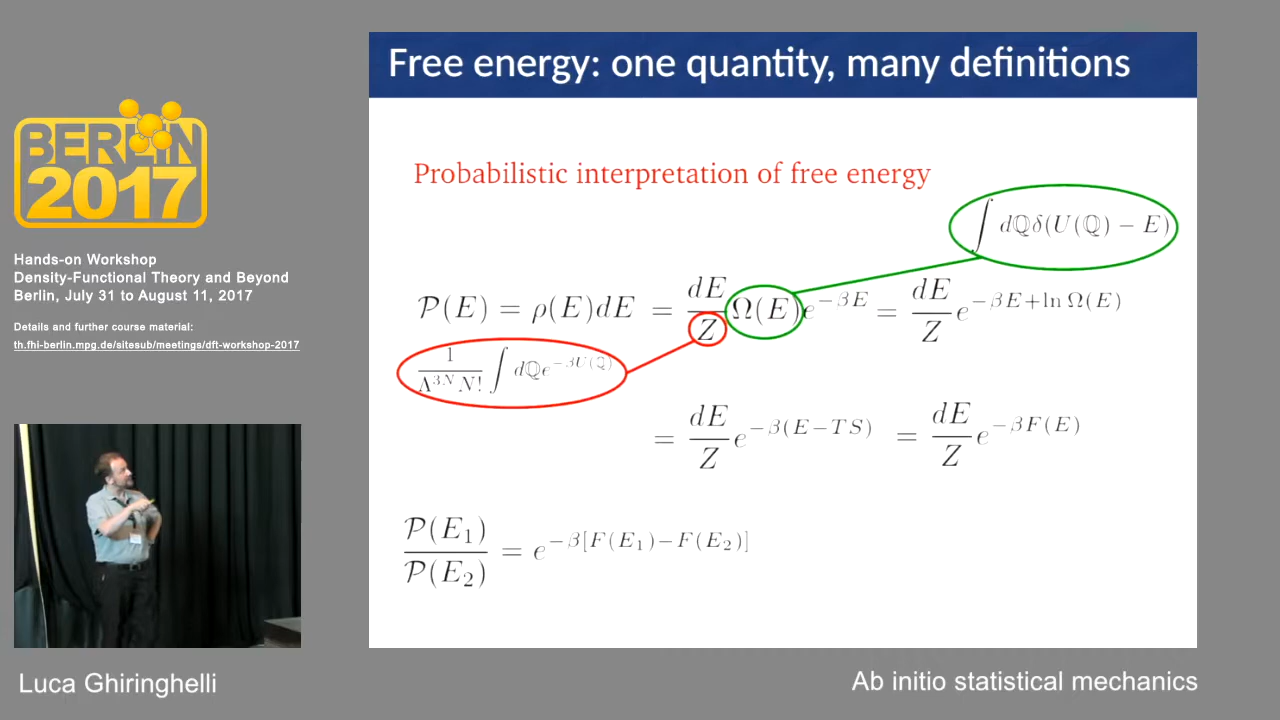 Free energy: one quantity, many definitions
BERLIN
2017
Probabilistic interpretation of free energy
∫ dℚδ(U(ℚ) − E)
Hands-on Workshop
Density-Functional Theory and Beyond
Berlin, July 31 to August 11, 2017
𝒫(E) = ρ(E)dE = dE/Z Ω(E)e^{−βE} = dE/Z e^{−βE+ln Ω(E)}
Details and further course material:
th.fhi-berlin.mpg.de/sitesub/meetings/dft-workshop-2017
1/(Λ^{3N} N!) ∫ dℚe^{−βU(ℚ)}
= dE/Z e^{−β(E−TS)} = dE/Z e^{−βF(E)}
𝒫(E₁)/𝒫(E₂) = e^{−β[F(E₁)−F(E₂)]}
Luca Ghiringhelli
Ab initio statistical mechanics